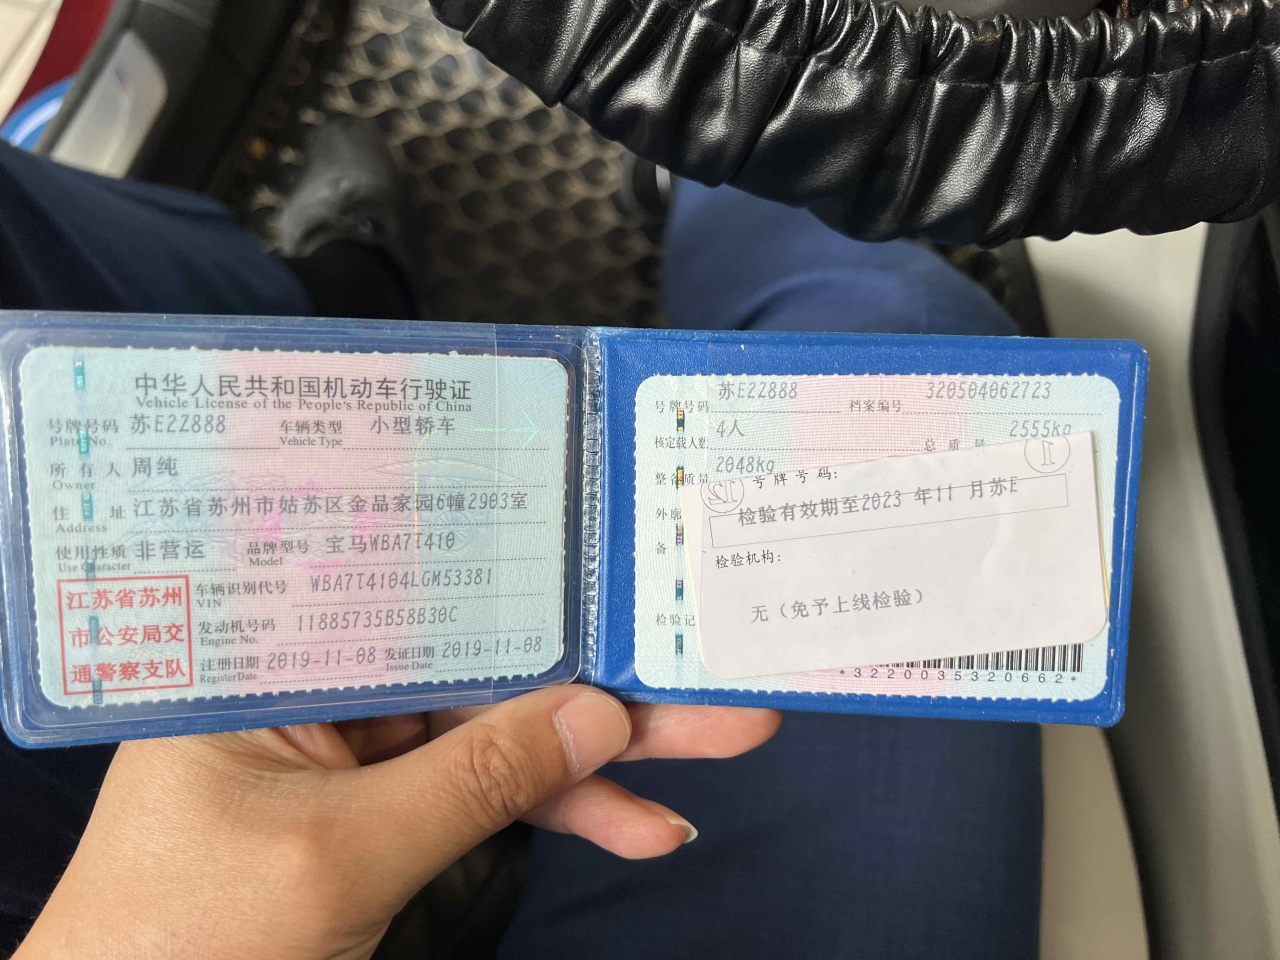 中华人民共和国机动车行驶证
Vehicle License of the People's Republic of China
号牌号码 苏E2Z888 车辆类型 小型轿车
Plate No. Vehicle Type
所有人 周纯
Owner
住址 江苏省苏州市姑苏区金品家园6幢2903室
Address
使用性质 非营运 品牌型号 宝马WBA7T410
Use Character Model
江苏省苏州
市公安局交
通警察支队
车辆识别代号 WBA7T4104LGM53381
VIN
发动机号码 11885735B58B30C
Engine No.
注册日期 2019-11-08 发证日期 2019-11-08
Register Date Issue Date
号牌号码 苏E2Z888 档案编号 320504062723
核定载人数 4人 总质量 2555kg
整备质量 2048kg
外廓
备
检验记
号牌号码:
检验有效期至2023 年11 月苏E
检验机构:
无（免予上线检验）
12
1
*3220035320662*